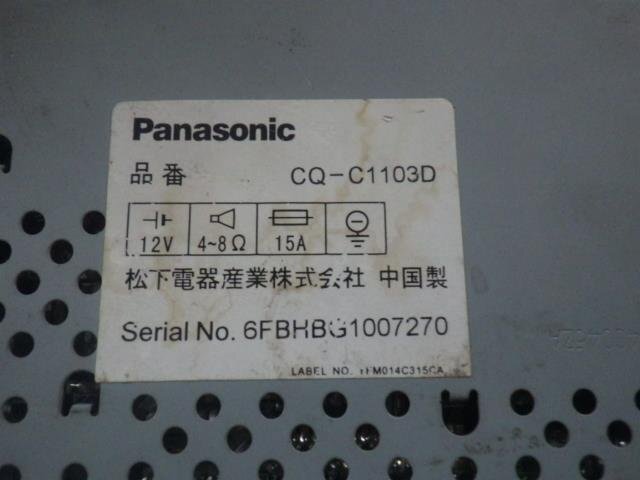 Panasonic
品番 CQ-C1103D
12V 4~8Ω 15A
松下電器産業株式会社 中国製
Serial No. 6FBHBG1007270
LABEL NO.